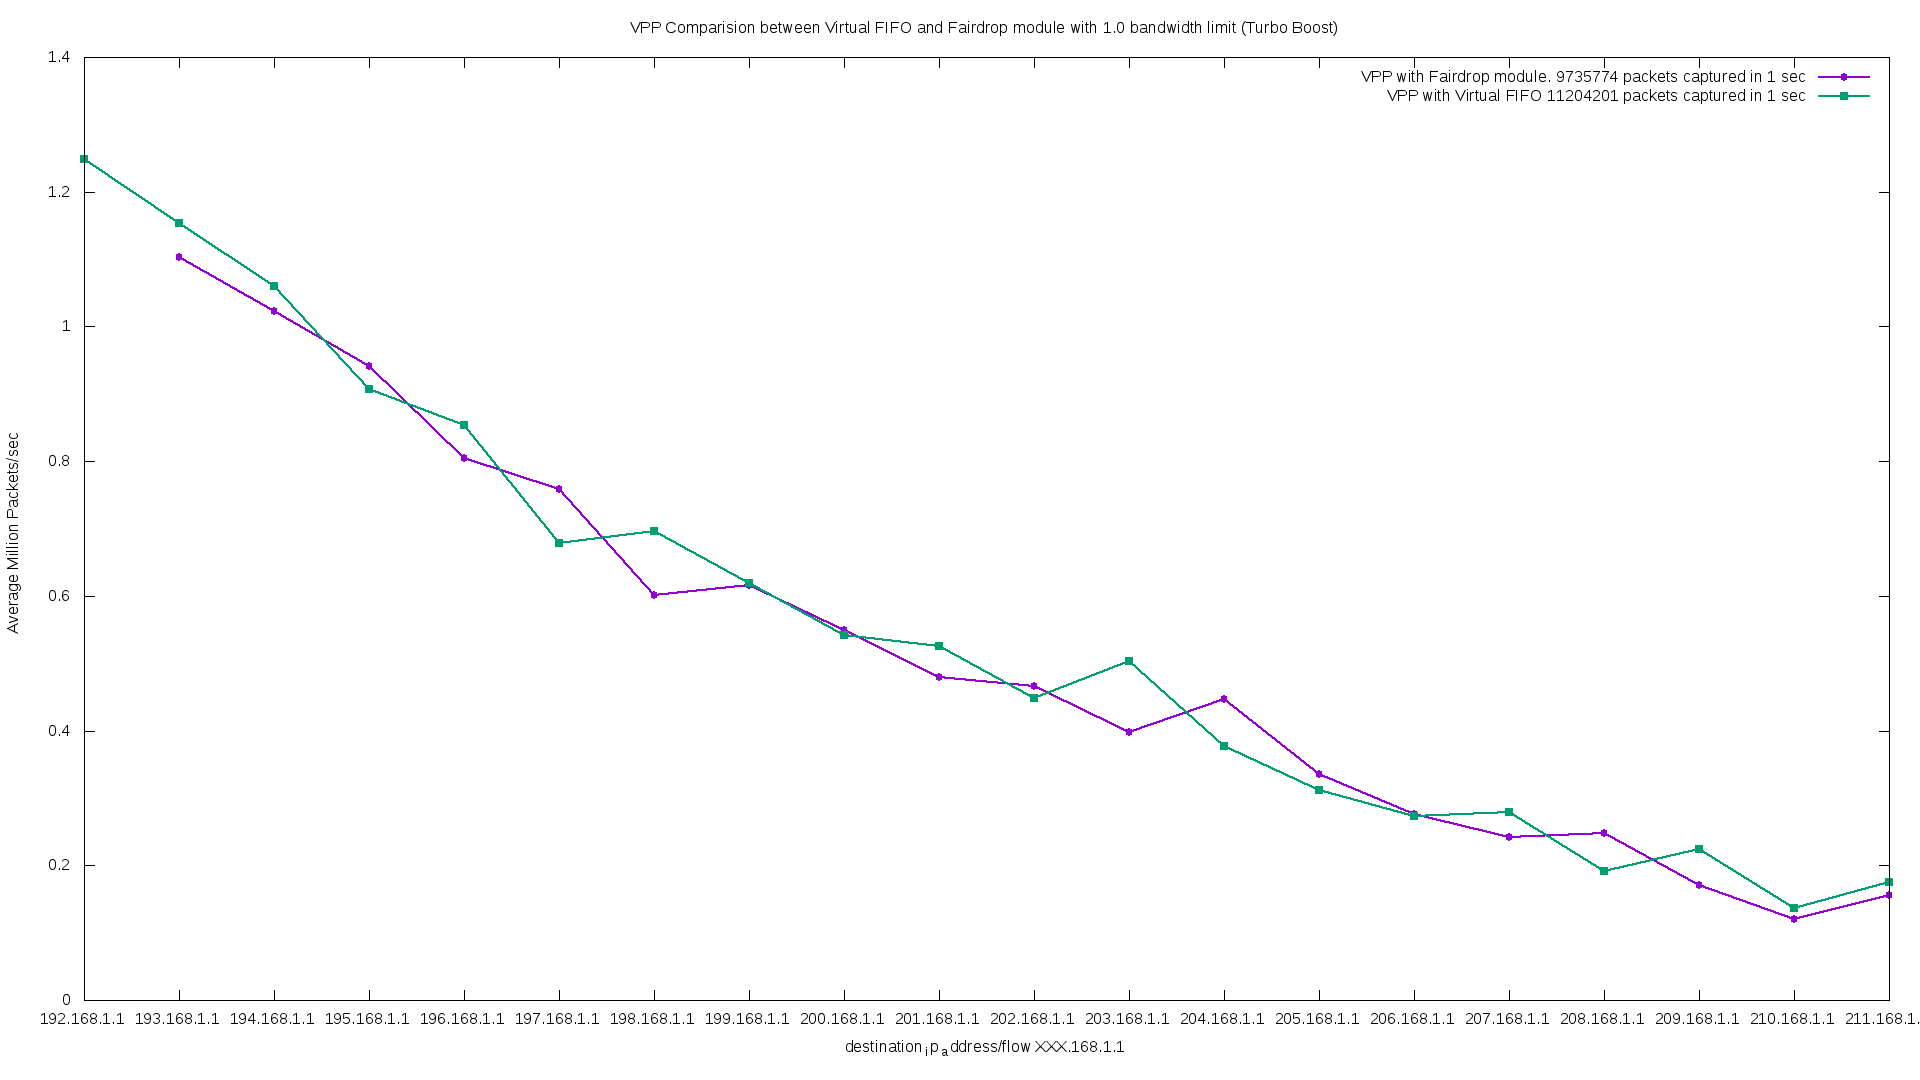 VPP Comparision between Virtual FIFO and Fairdrop module with 1.0 bandwidth limit (Turbo Boost)
VPP with Fairdrop module. 9735774 packets captured in 1 sec
VPP with Virtual FIFO 11204201 packets captured in 1 sec
1.4
1.2
1
0.8
0.6
0.4
0.2
0
Average Million Packets/sec
192.168.1.1 193.168.1.1 194.168.1.1 195.168.1.1 196.168.1.1 197.168.1.1 198.168.1.1 199.168.1.1 200.168.1.1 201.168.1.1 202.168.1.1 203.168.1.1 204.168.1.1 205.168.1.1 206.168.1.1 207.168.1.1 208.168.1.1 209.168.1.1 210.168.1.1 211.168.1.
destination ip address/flow XXX.168.1.1